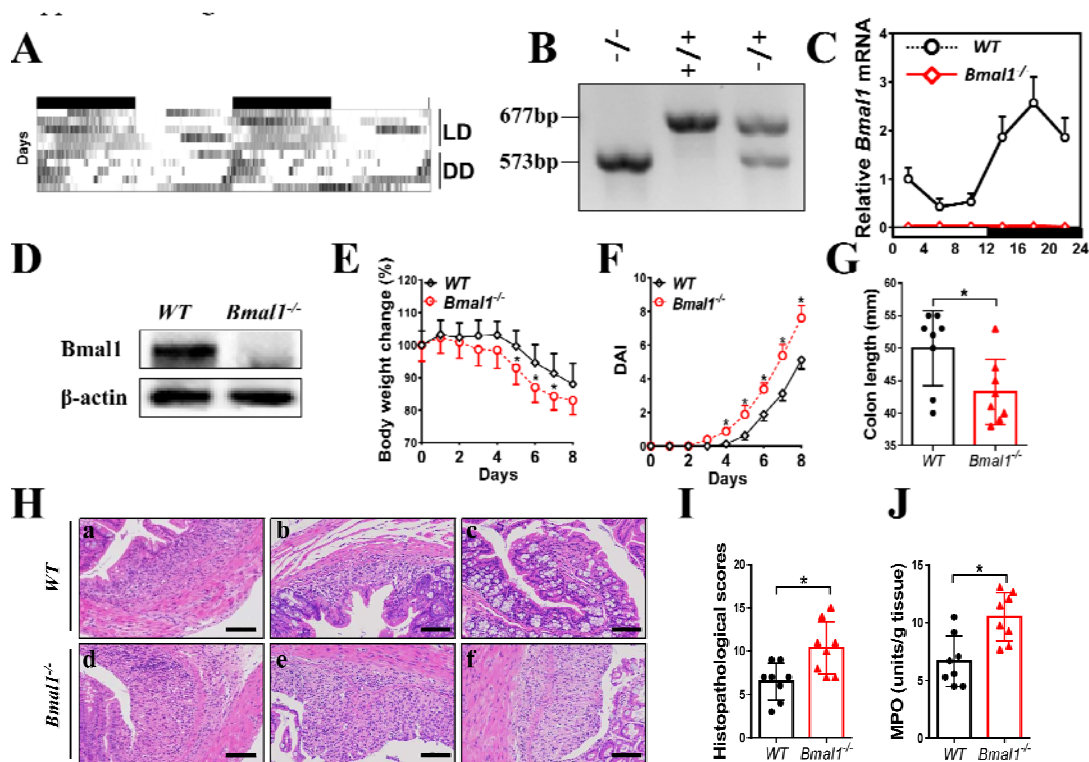 A
Days
LD
DD
B
-/-
+/+
+/-
677bp
573bp
C
Relative Bmal1 mRNA
WT
Bmal1-/-
4
3
2
1
0
0 4 8 12 16 20 24
D
WT Bmal1-/-
Bmal1
β-actin
E
Body weight change (%)
WT
Bmal1-/-
120
110
100
90
80
70
* * *
0 2 4 6 8
Days
F
DAI
WT
Bmal1-/-
10
8
6
4
2
0
* * * * *
0 2 4 6 8
Days
G
Colon length (mm)
60
55
50
45
40
35
*
WT Bmal1-/-
H
WT
a b c
Bmal1-/-
d e f
I
Histopathological scores
20
15
10
5
0
*
WT Bmal1-/-
J
MPO (units/g tissue)
15
10
5
0
*
WT Bmal1-/-